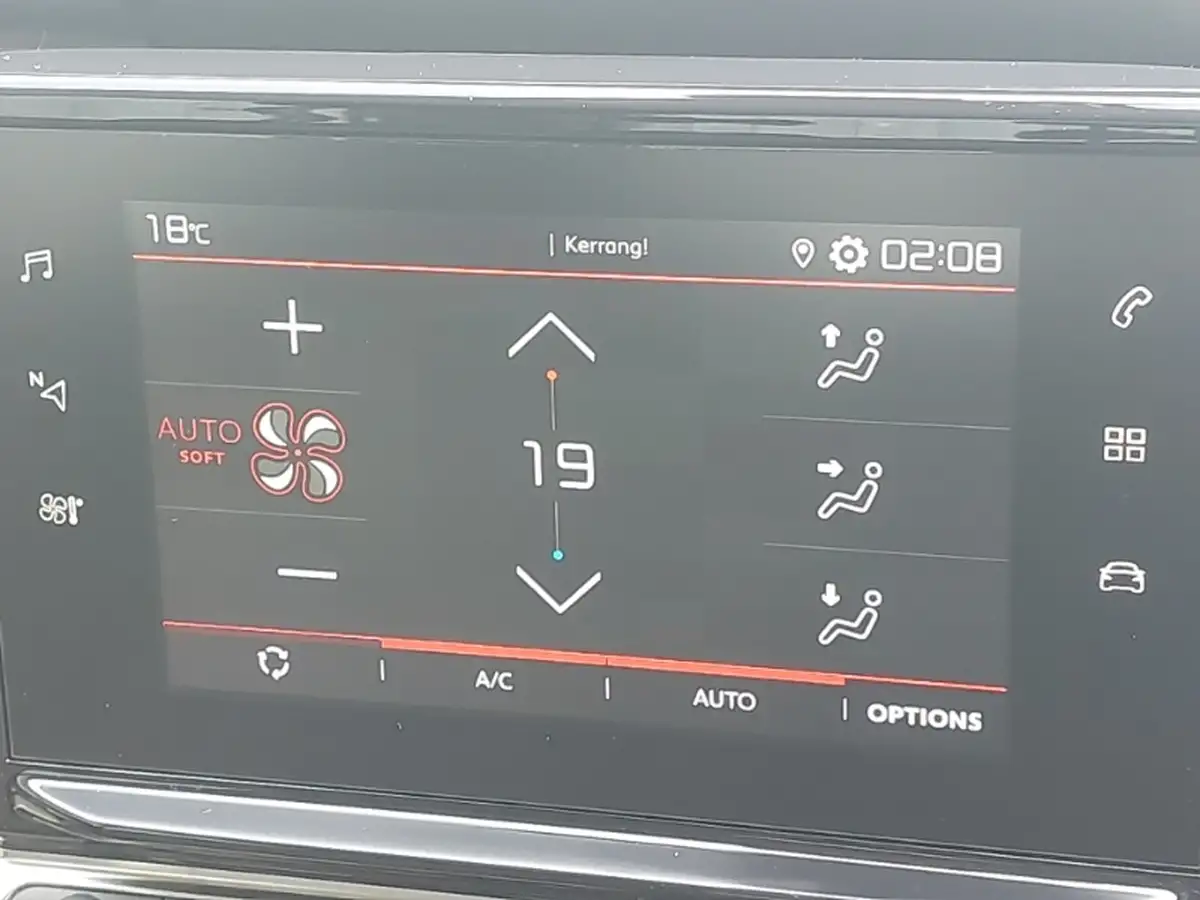 18°C
| Kerrang!
02:08
N
AUTO
SOFT
19
A/C
AUTO
OPTIONS